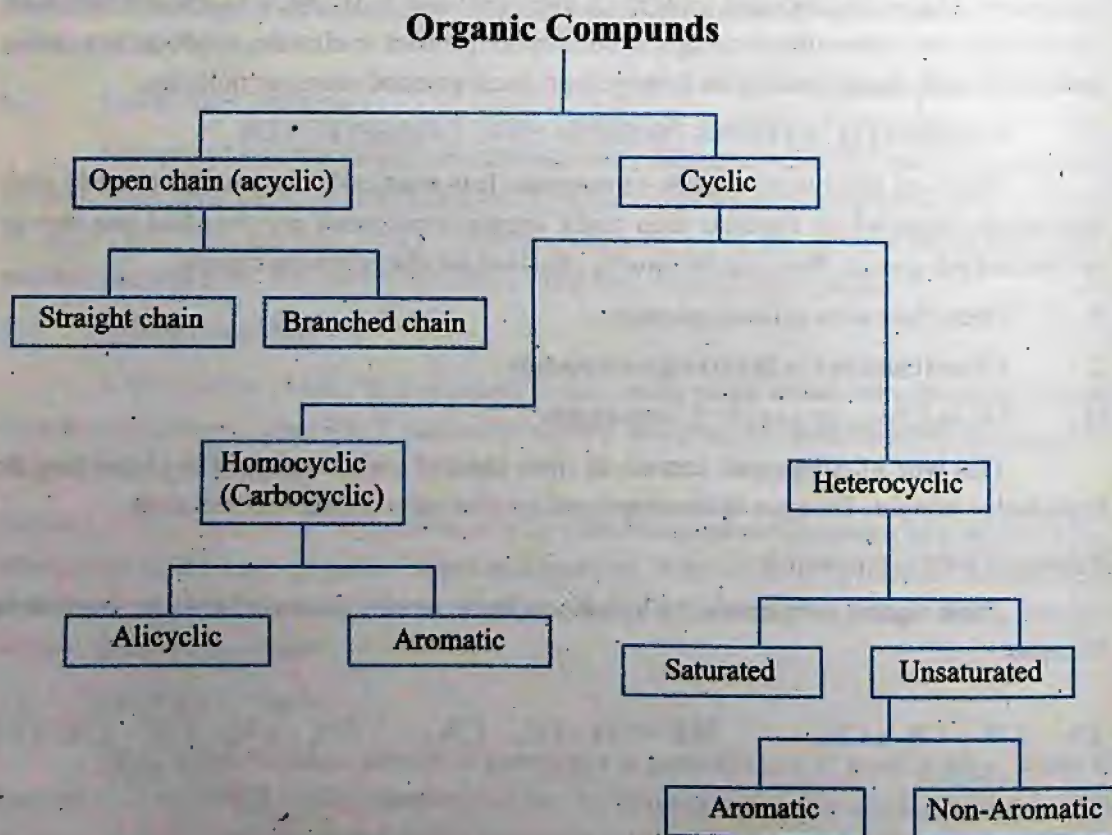 Organic Compunds
Open chain (acyclic)
Cyclic
Straight chain
Branched chain
Homocyclic
(Carbocyclic)
Heterocyclic
Alicyclic
Aromatic
Saturated
Unsaturated
Aromatic
Non-Aromatic